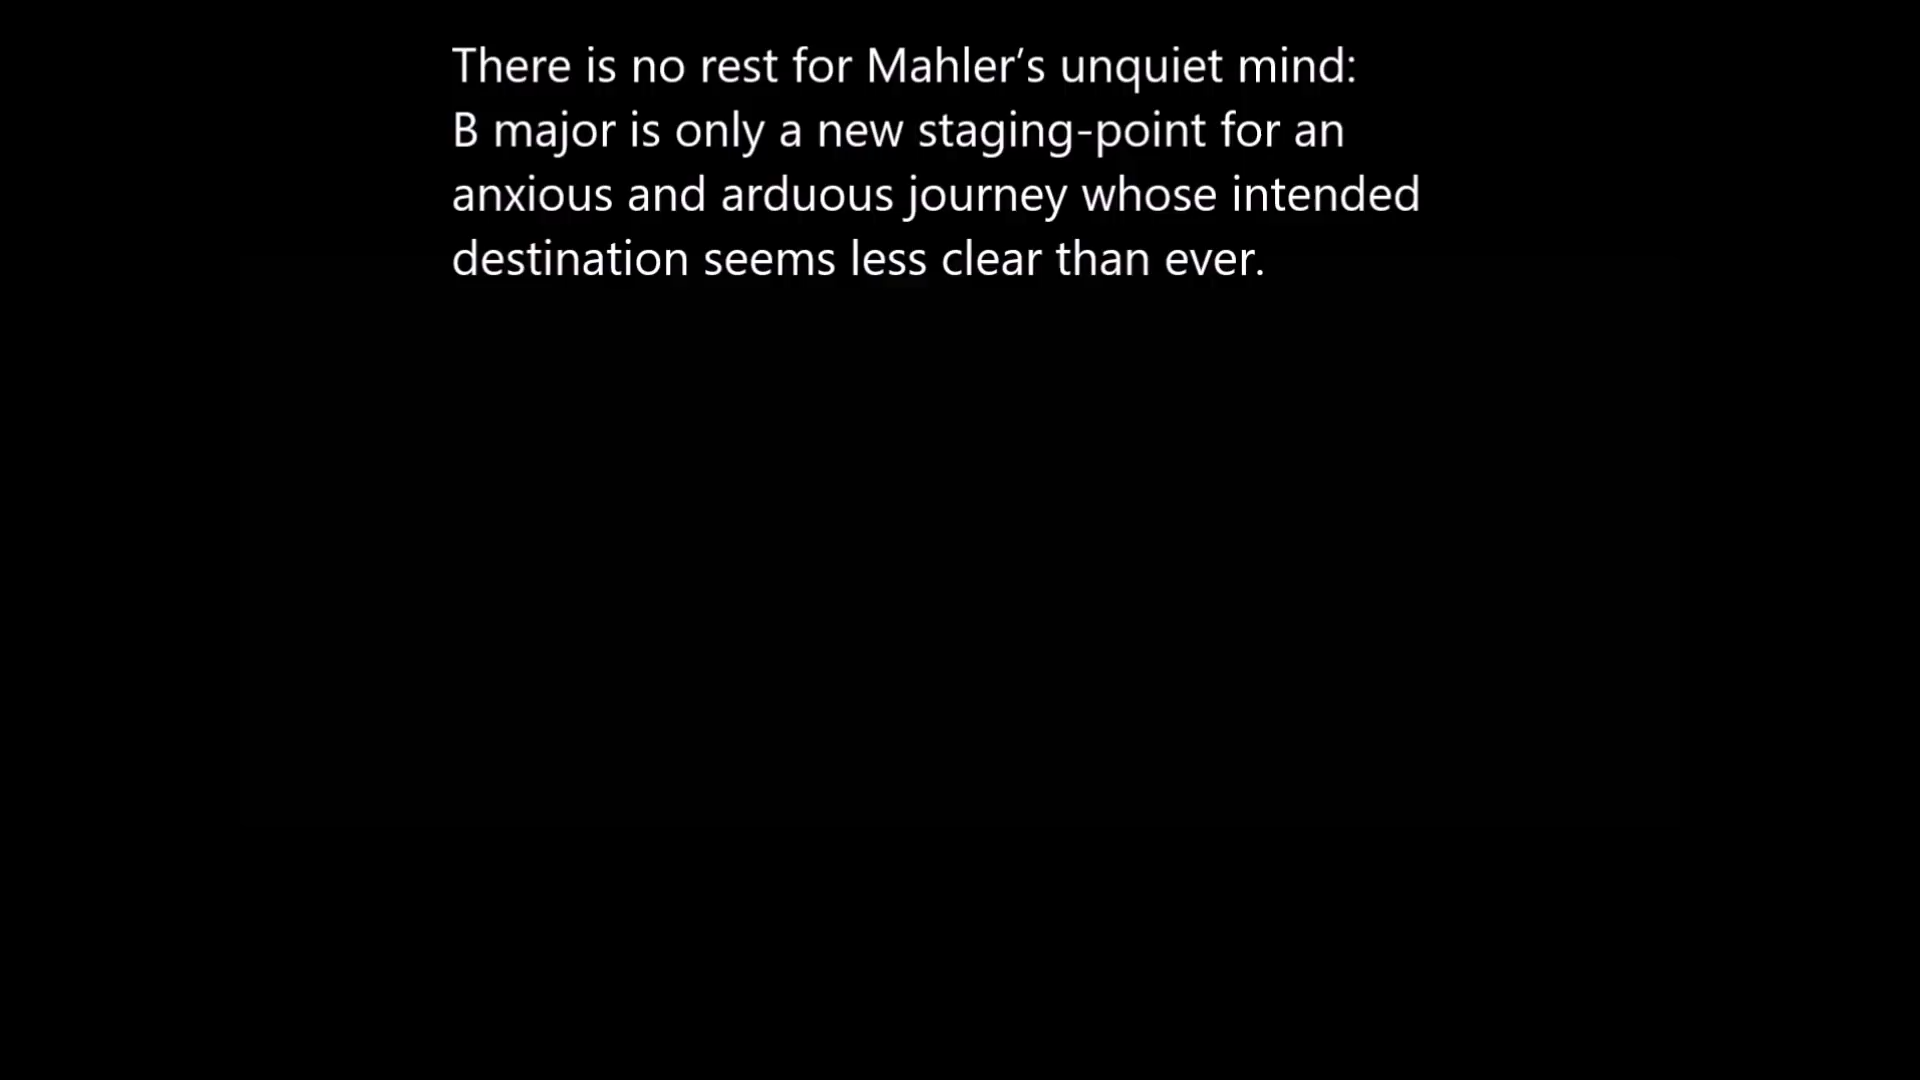 There is no rest for Mahler’s unquiet mind:
B major is only a new staging-point for an
anxious and arduous journey whose intended
destination seems less clear than ever.